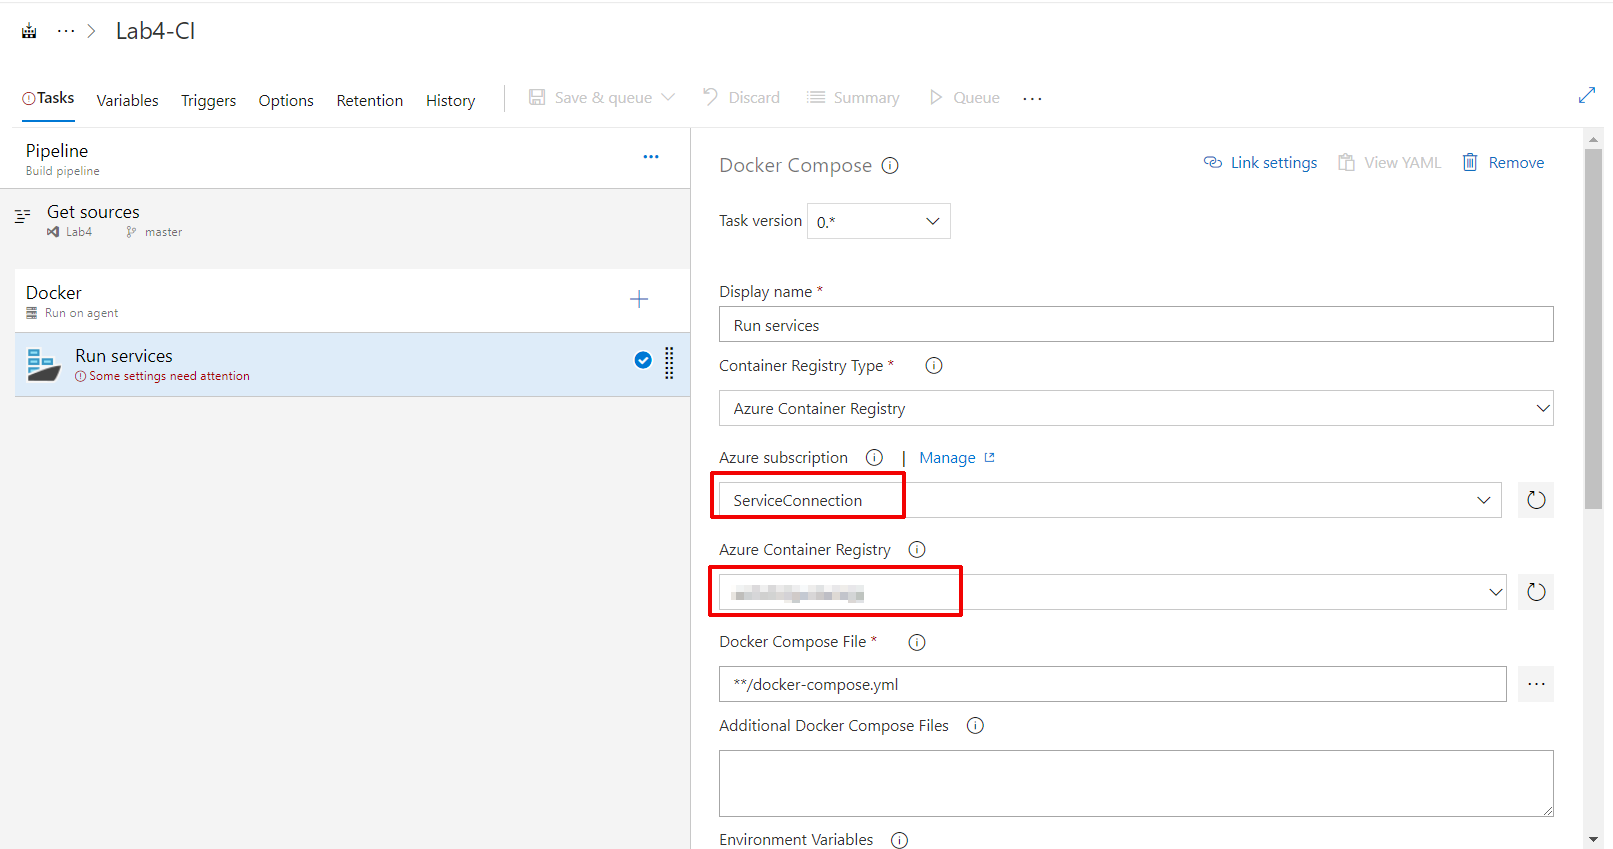 Lab4-CI
Tasks Variables Triggers Options Retention History Save & queue Discard Summary Queue
Pipeline
Build pipeline
Get sources
Lab4 master
Docker
Run on agent
Run services
Some settings need attention
Docker Compose Link settings View YAML Remove
Task version 0.*
Display name *
Run services
Container Registry Type *
Azure Container Registry
Azure subscription | Manage
ServiceConnection
Azure Container Registry
Docker Compose File *
**/docker-compose.yml
Additional Docker Compose Files
Environment Variables